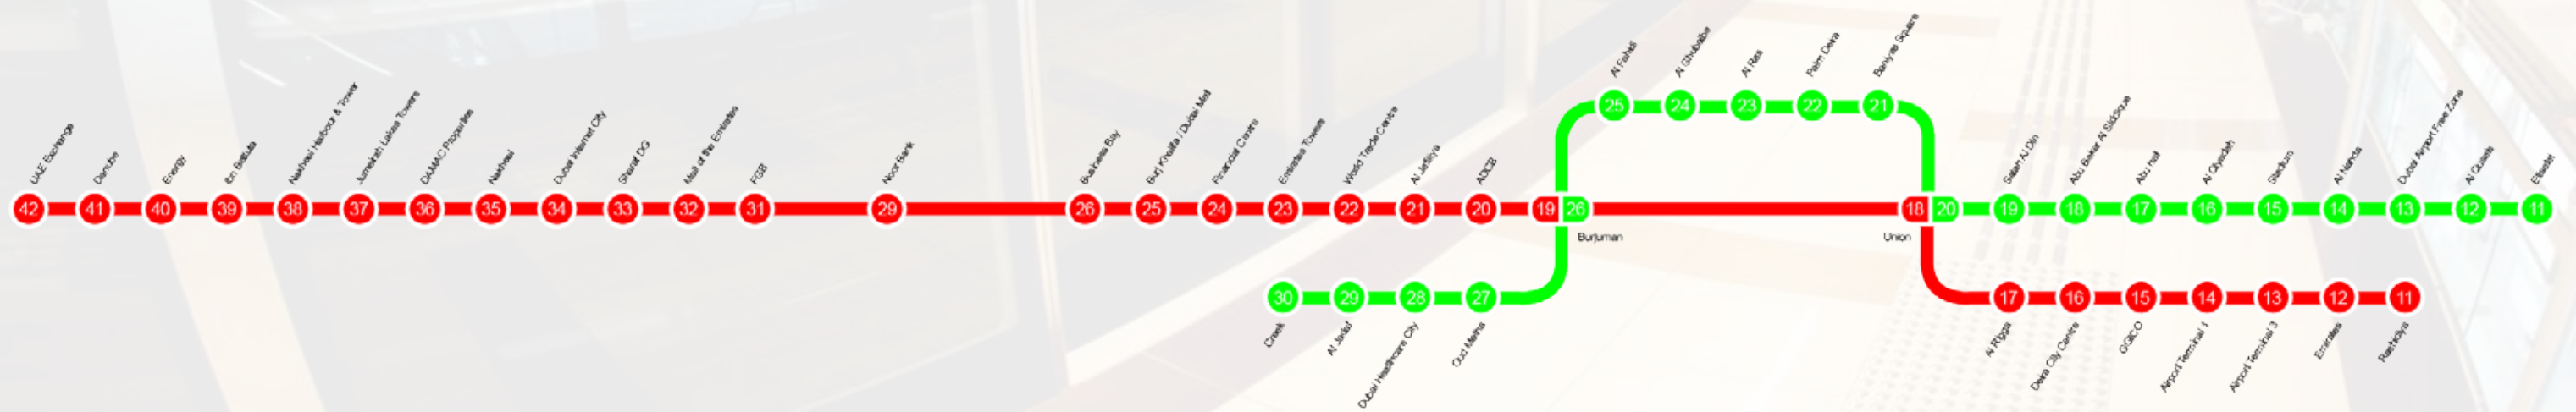 42 UAE Exchange
41 Danube
40 Energy
39 Ibn Battuta
38 Nakheel Harbour & Tower
37 Jumeirah Lakes Towers
36 DAMAC Properties
35 Nakheel
34 Dubai Internet City
33 Sharaf DG
32 Mall of the Emirates
31 FGB
29 Noor Bank
26 Business Bay
25 Burj Khalifa / Dubai Mall
24 Financial Centre
23 Emirates Towers
22 World Trade Centre
21 Al Jafiliya
20 ADCB
19 26 Burjuman
18 20 Union
25 Al Fahidi
24 Al Ghubaiba
23 Al Ras
22 Palm Deira
21 Baniyas Square
19 Salah Al Din
18 Abu Baker Al Siddique
17 Abu hail
16 Al Qiyadah
15 Stadium
14 Al Nahda
13 Dubai Airport Free Zone
12 Al Qusais
11 Etisalat
30 Creek
29 Al Jadaf
28 Dubai Healthcare City
27 Oud Metha
17 Al Rigga
16 Deira City Centre
15 GGICO
14 Airport Terminal 1
13 Airport Terminal 3
12 Emirates
11 Rashidiya